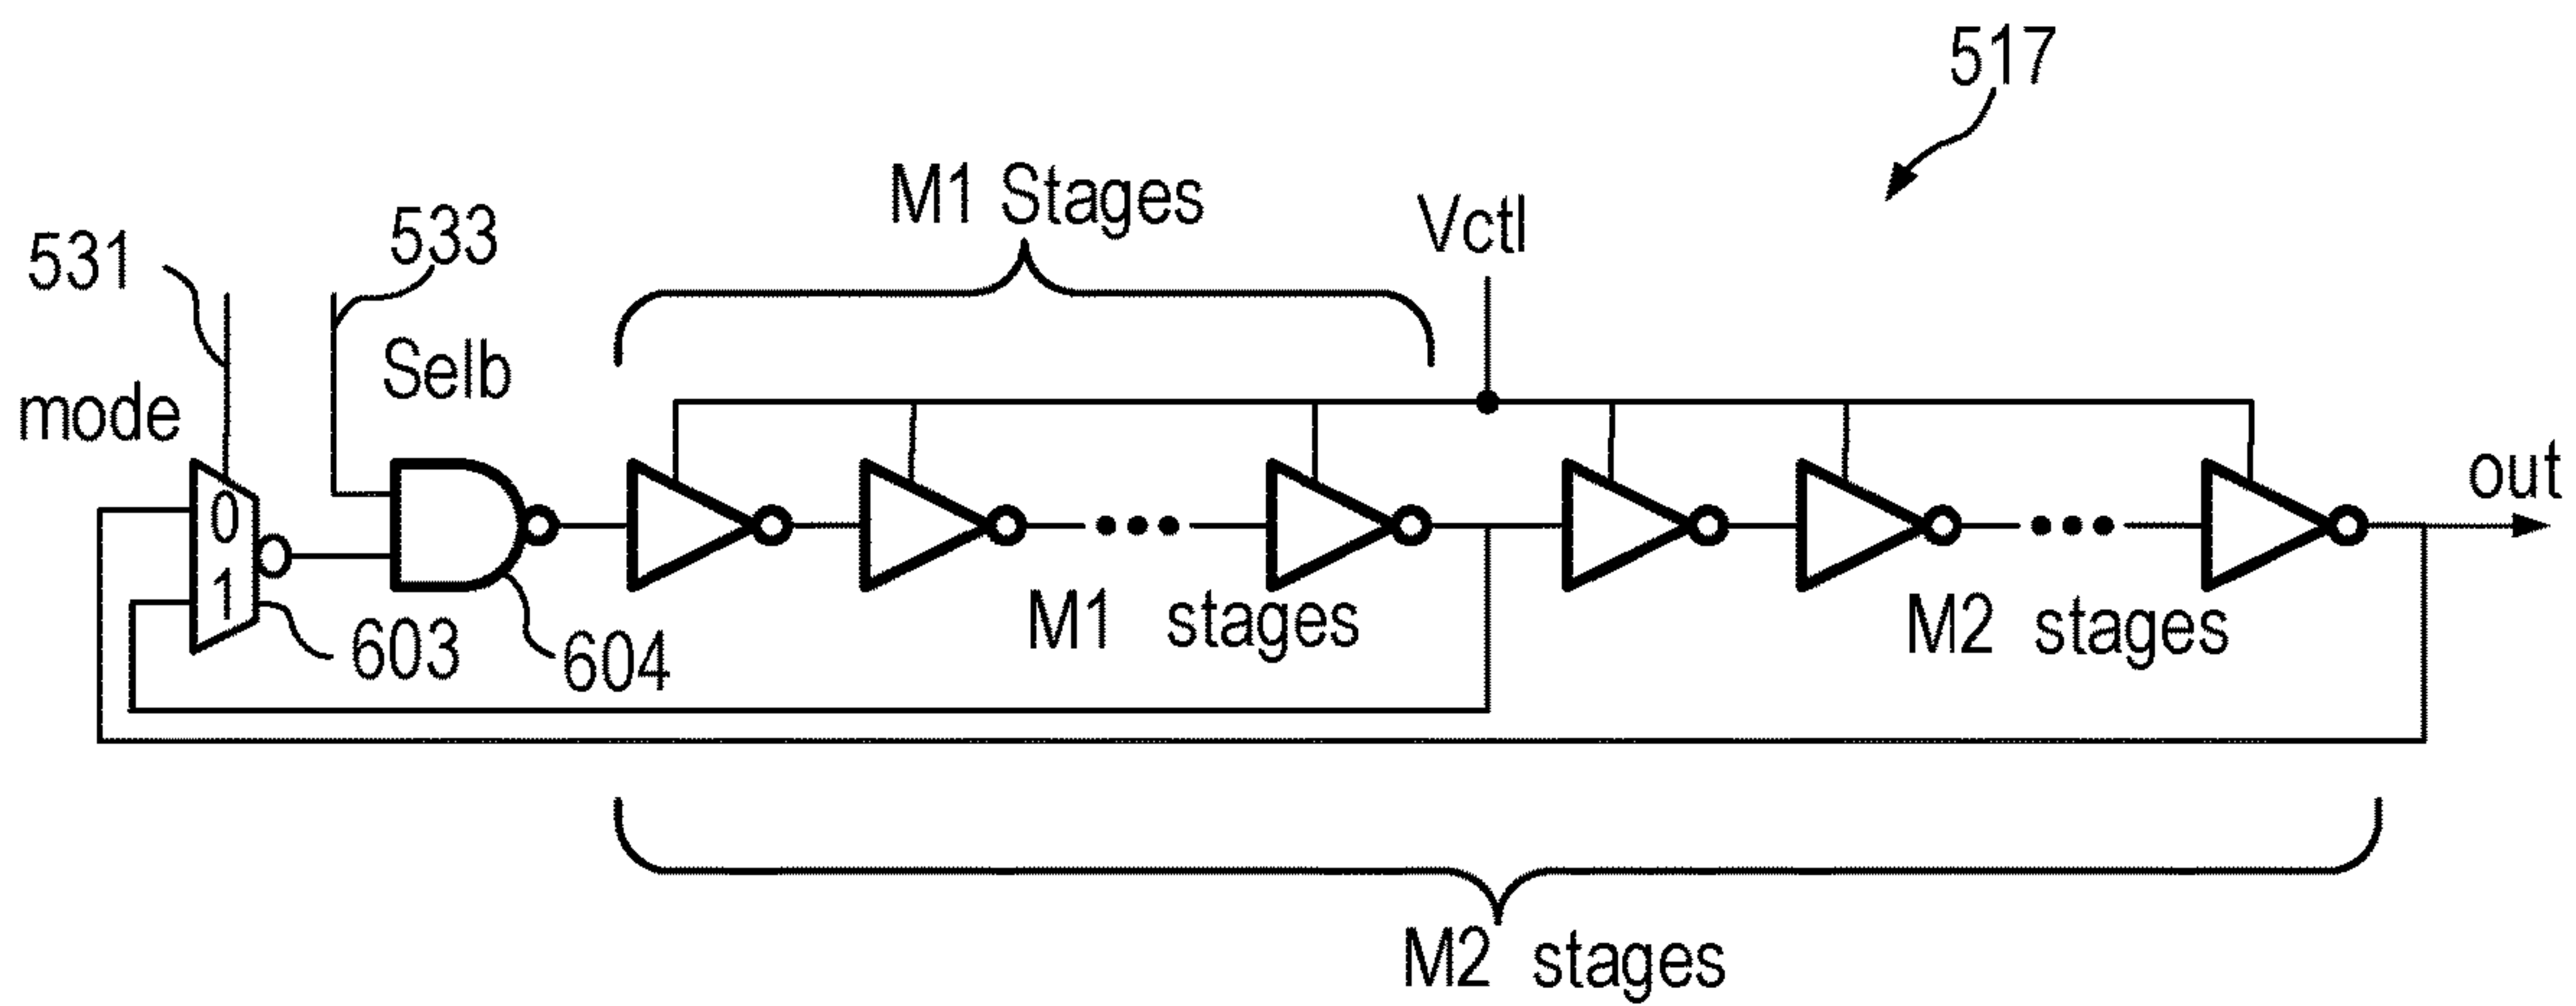 517
M1 Stages
Vctl
533
531
Selb
mode
out
0
1
M1 stages
M2 stages
603
604
M2 stages